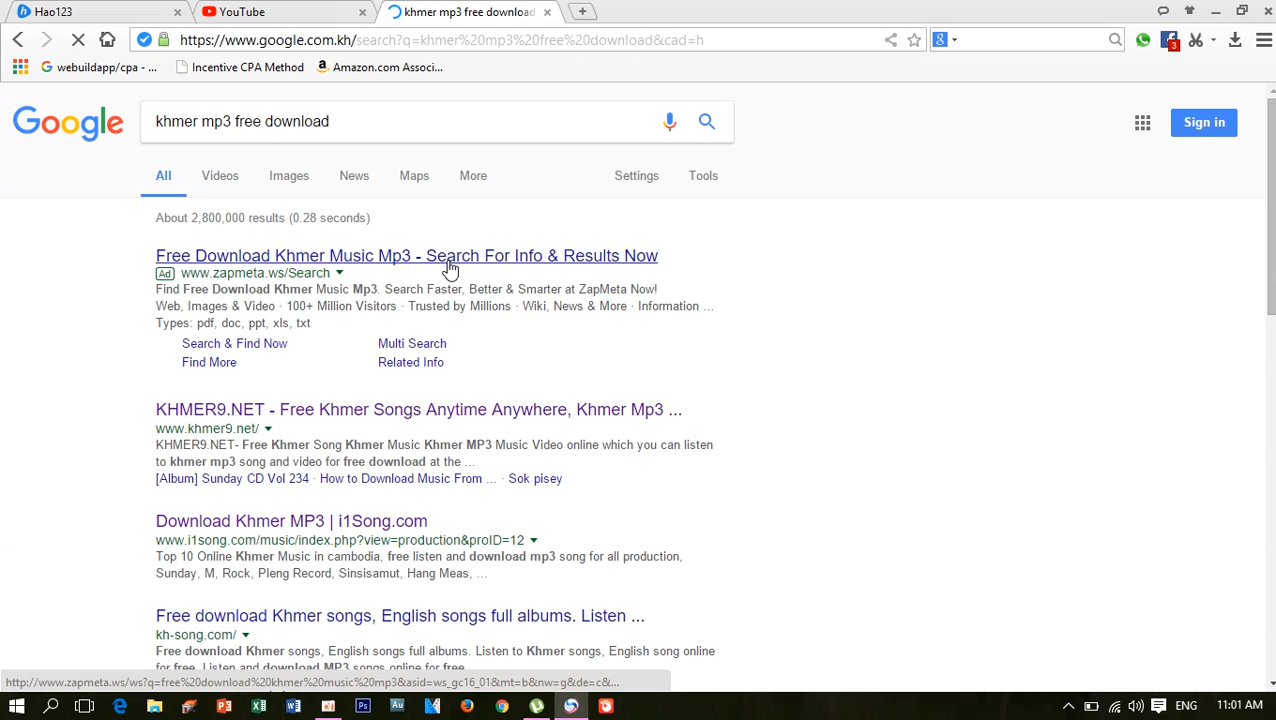 Hao123
YouTube
khmer mp3 free download
https://www.google.com.kh/search?q=khmer%20mp3%20free%20download&cad=h
3
webuildapp/cpa - ...
Incentive CPA Method
Amazon.com Associ...
Google
khmer mp3 free download
Sign in
All Videos Images News Maps More Settings Tools
About 2,800,000 results (0.28 seconds)
Free Download Khmer Music Mp3 - Search For Info & Results Now
Ad www.zapmeta.ws/Search
Find Free Download Khmer Music Mp3. Search Faster, Better & Smarter at ZapMeta Now!
Web, Images & Video · 100+ Million Visitors · Trusted by Millions · Wiki, News & More · Information ...
Types: pdf, doc, ppt, xls, txt
Search & Find Now Multi Search
Find More Related Info
KHMER9.NET - Free Khmer Songs Anytime Anywhere, Khmer Mp3 ...
www.khmer9.net/
KHMER9.NET- Free Khmer Song Khmer Music Khmer MP3 Music Video online which you can listen
to khmer mp3 song and video for free download at the ...
[Album] Sunday CD Vol 234 · How to Download Music From ... · Sok pisey
Download Khmer MP3 | i1Song.com
www.i1song.com/music/index.php?view=production&proID=12
Top 10 Online Khmer Music in cambodia, free listen and download mp3 song for all production,
Sunday, M, Rock, Pleng Record, Sinsisamut, Hang Meas, ...
Free download Khmer songs, English songs full albums. Listen ...
kh-song.com/
Free download Khmer songs, English songs full albums. Listen to Khmer songs, English song online
for free. Listen and download MP3 songs online for free
http://www.zapmeta.ws/ws?q=free%20download%20khmer%20music%20mp3&asid=ws_gc16_01&mt=b&nw=g&de=c&...
ENG 11:01 AM